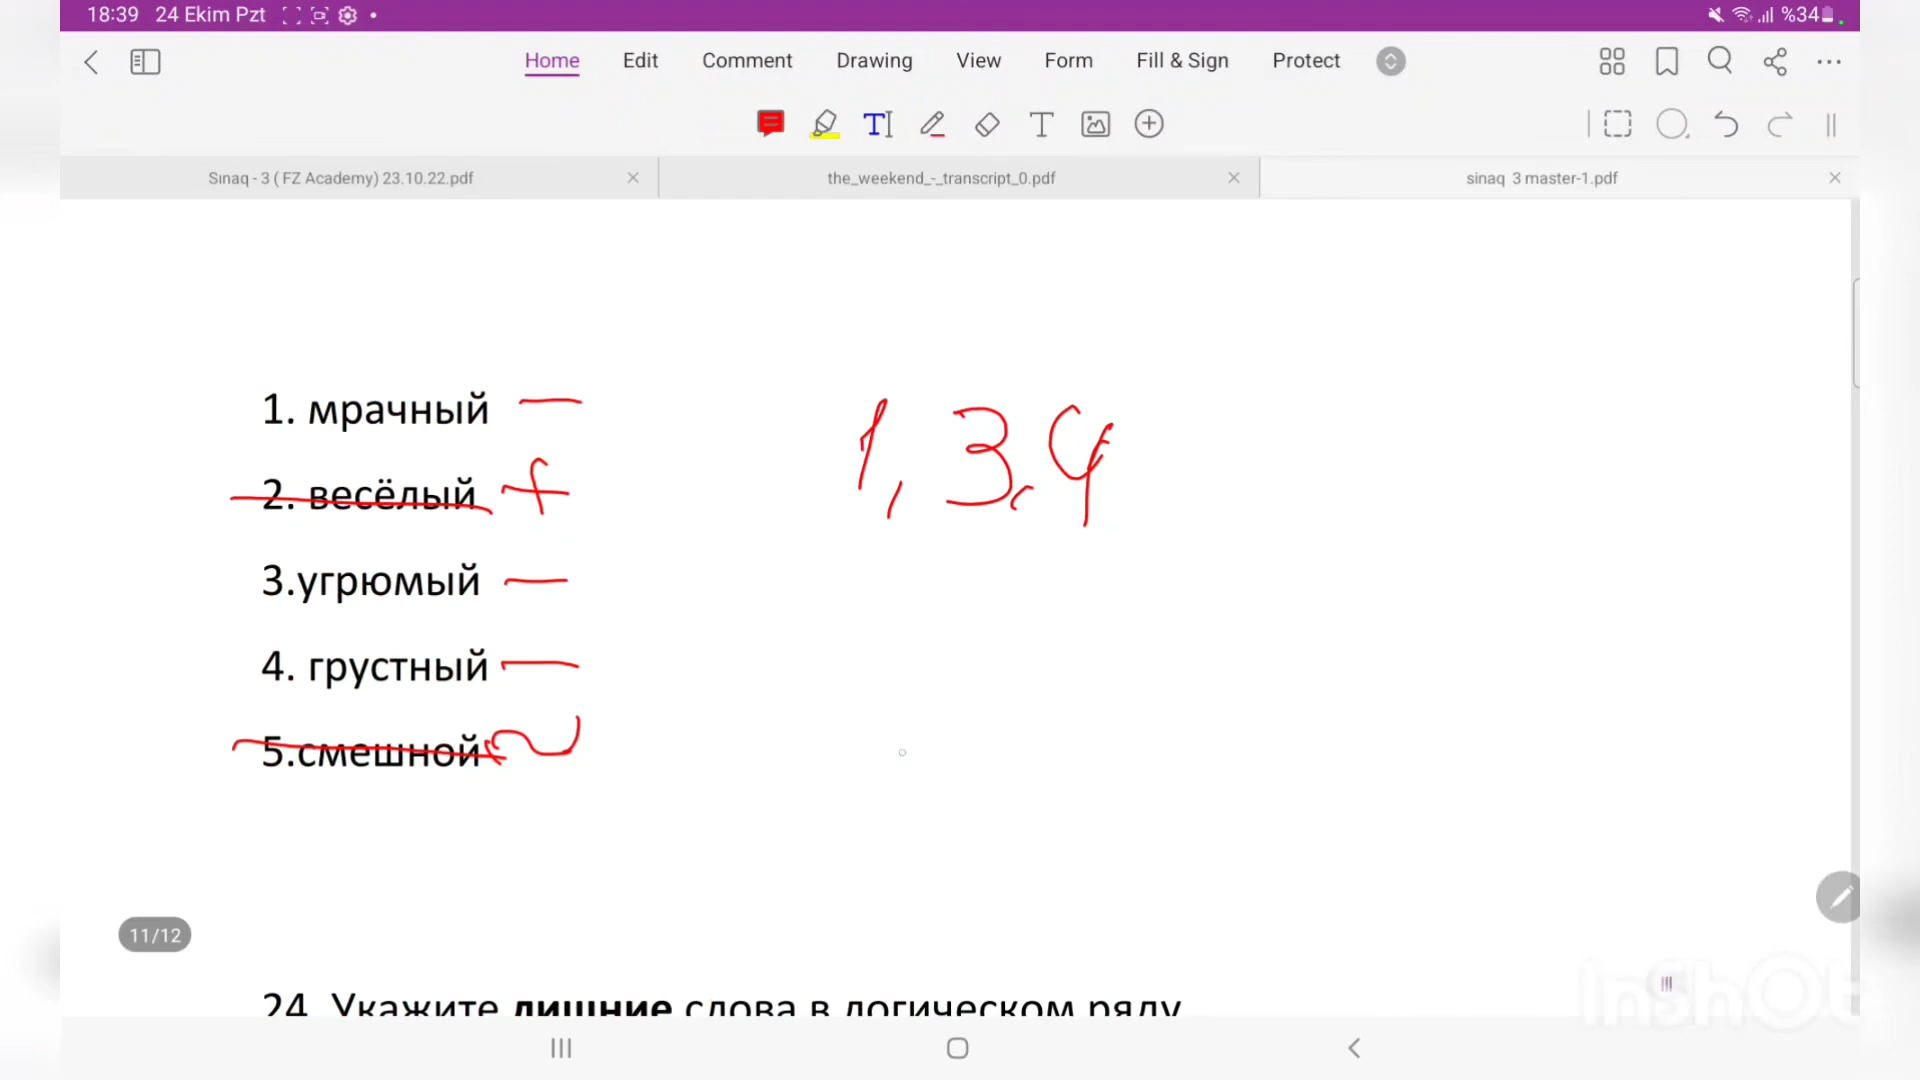 18:39 24 Ekim Pzt %34
Home Edit Comment Drawing View Form Fill & Sign Protect
Sınaq - 3 ( FZ Academy) 23.10.22.pdf the_weekend_-_transcript_0.pdf sinaq 3 master-1.pdf
1. мрачный —
2. весёлый +
3.угрюмый —
4. грустный —
5.смешной
1, 3, 4
11/12
24. Укажите лишние слова в логическом ряду
InShOt